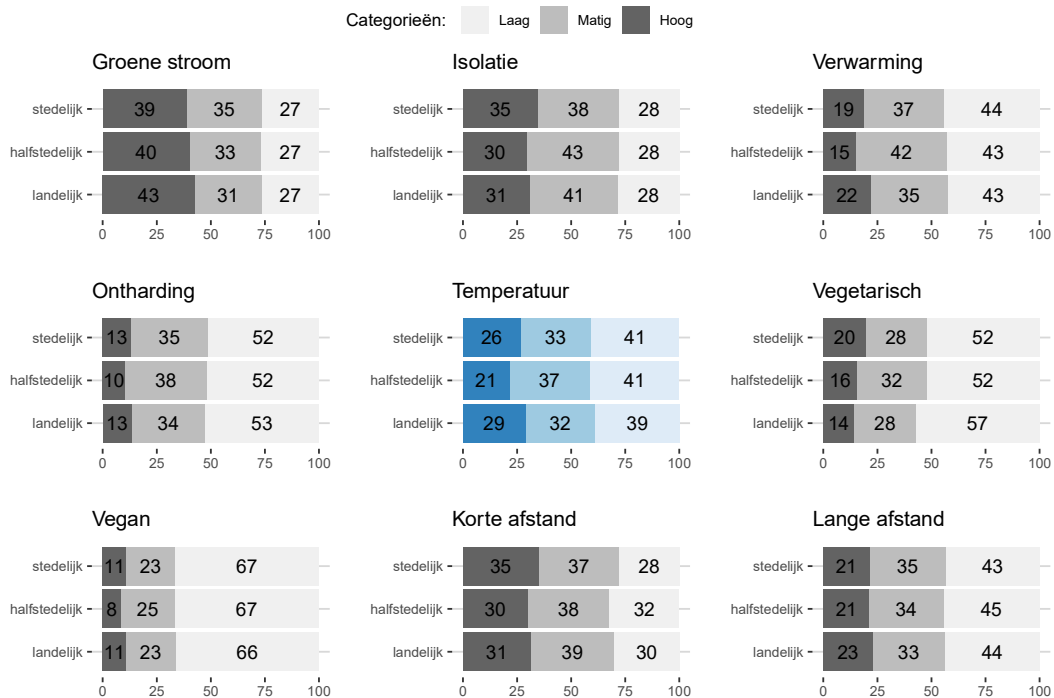 Categorieën: Laag Matig Hoog
Groene stroom Isolatie Verwarming
stedelijk 39 35 27 stedelijk 35 38 28 stedelijk 19 37 44
halfstedelijk 40 33 27 halfstedelijk 30 43 28 halfstedelijk 15 42 43
landelijk 43 31 27 landelijk 31 41 28 landelijk 22 35 43
0 25 50 75 100 0 25 50 75 100 0 25 50 75 100
Ontharding Temperatuur Vegetarisch
stedelijk 13 35 52 stedelijk 26 33 41 stedelijk 20 28 52
halfstedelijk 10 38 52 halfstedelijk 21 37 41 halfstedelijk 16 32 52
landelijk 13 34 53 landelijk 29 32 39 landelijk 14 28 57
0 25 50 75 100 0 25 50 75 100 0 25 50 75 100
Vegan Korte afstand Lange afstand
stedelijk 11 23 67 stedelijk 35 37 28 stedelijk 21 35 43
halfstedelijk 8 25 67 halfstedelijk 30 38 32 halfstedelijk 21 34 45
landelijk 11 23 66 landelijk 31 39 30 landelijk 23 33 44
0 25 50 75 100 0 25 50 75 100 0 25 50 75 100